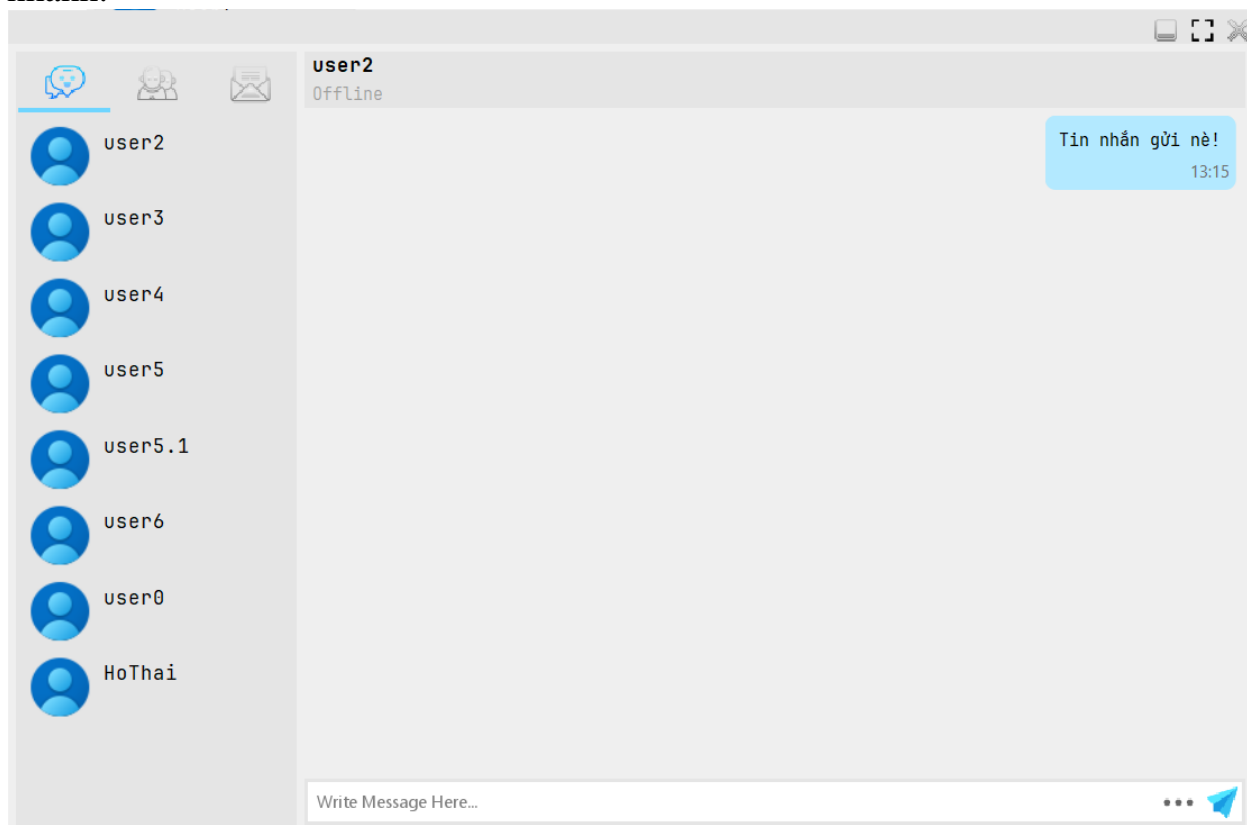 user2
Offline
Tin nhắn gửi nè!
13:15
user2
user3
user4
user5
user5.1
user6
user0
HoThai
Write Message Here...